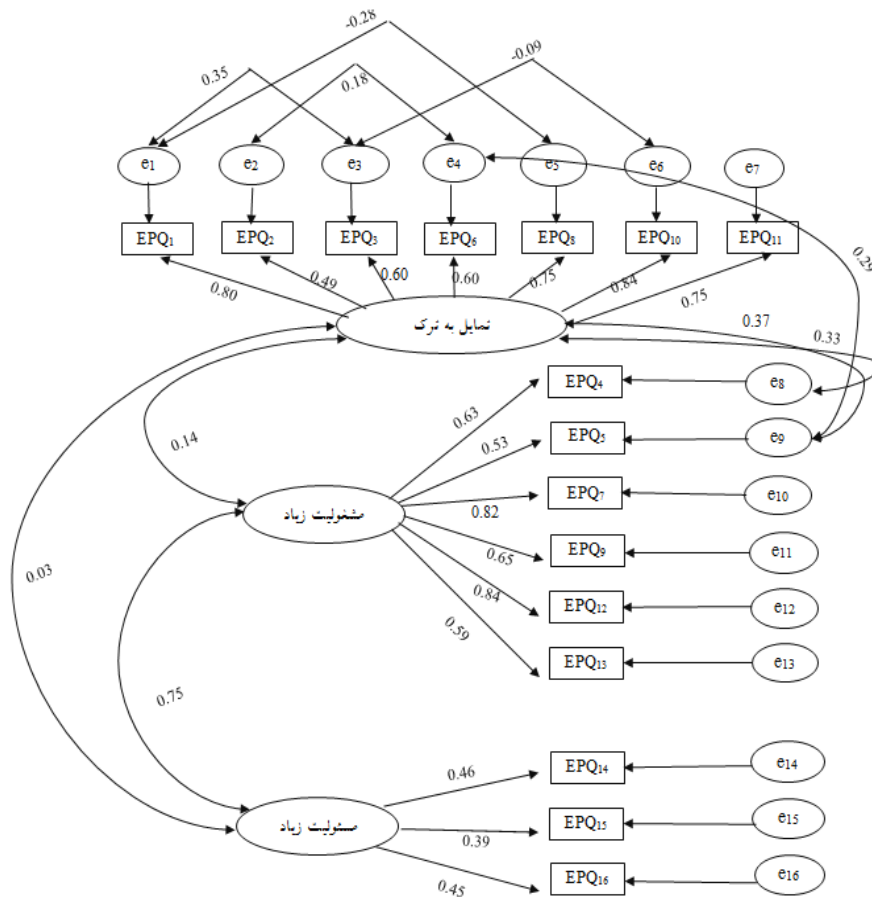 -0.28
-0.09
0.35
0.18
e1 e2 e3 e4 e5 e6 e7
EPQ1 EPQ2 EPQ3 EPQ6 EPQ8 EPQ10 EPQ11
0.29
0.80 0.49 0.60 0.60 0.75 0.84 0.75
تمایل به ترک
0.37
0.33
EPQ4 e8
0.63
0.14
EPQ5 e9
0.53
مشغولیت زیاد
EPQ7 e10
0.82
EPQ9 e11
0.65
0.03
0.84
EPQ12 e12
0.59
EPQ13 e13
0.75
EPQ14 e14
0.46
مسئولیت زیاد
EPQ15 e15
0.39
EPQ16 e16
0.45